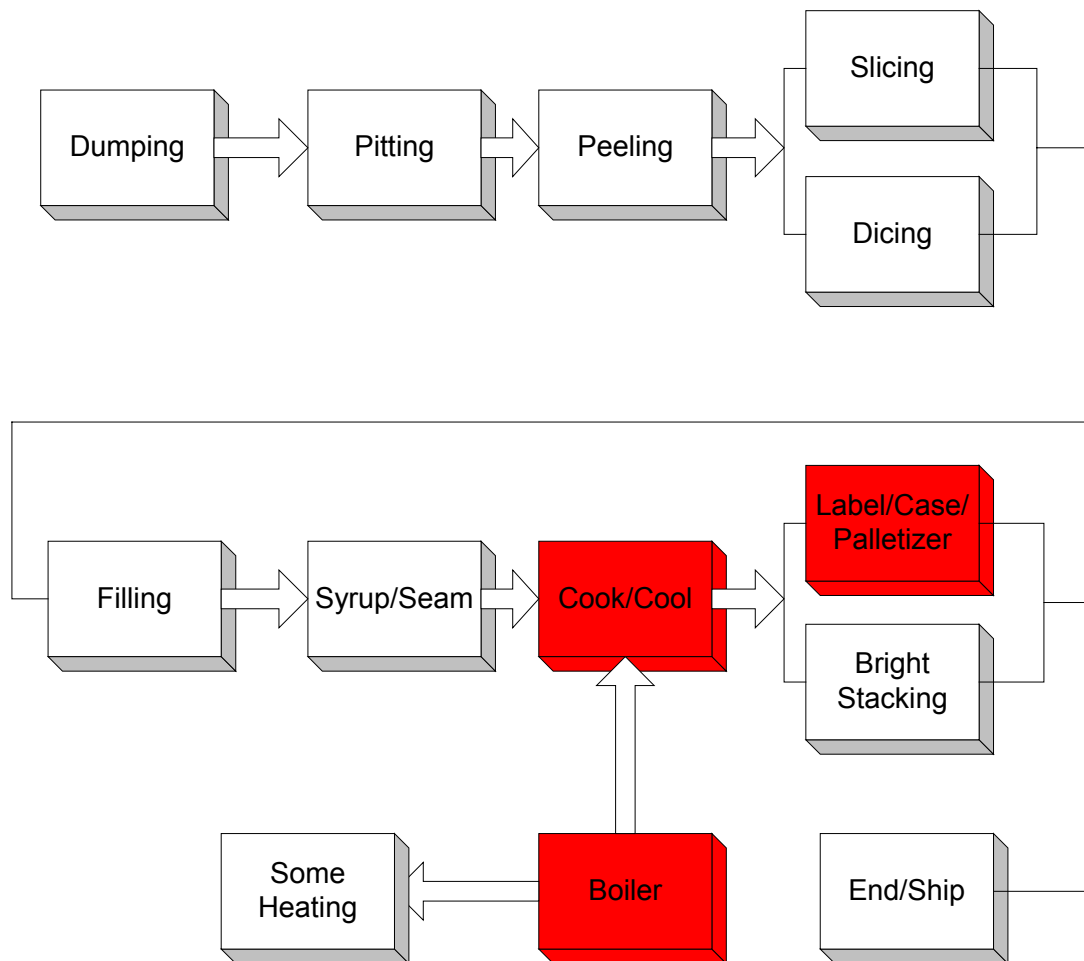 Dumping
Pitting
Peeling
Slicing
Dicing
Filling
Syrup/Seam
Cook/Cool
Label/Case/
Palletizer
Bright
Stacking
Some
Heating
Boiler
End/Ship